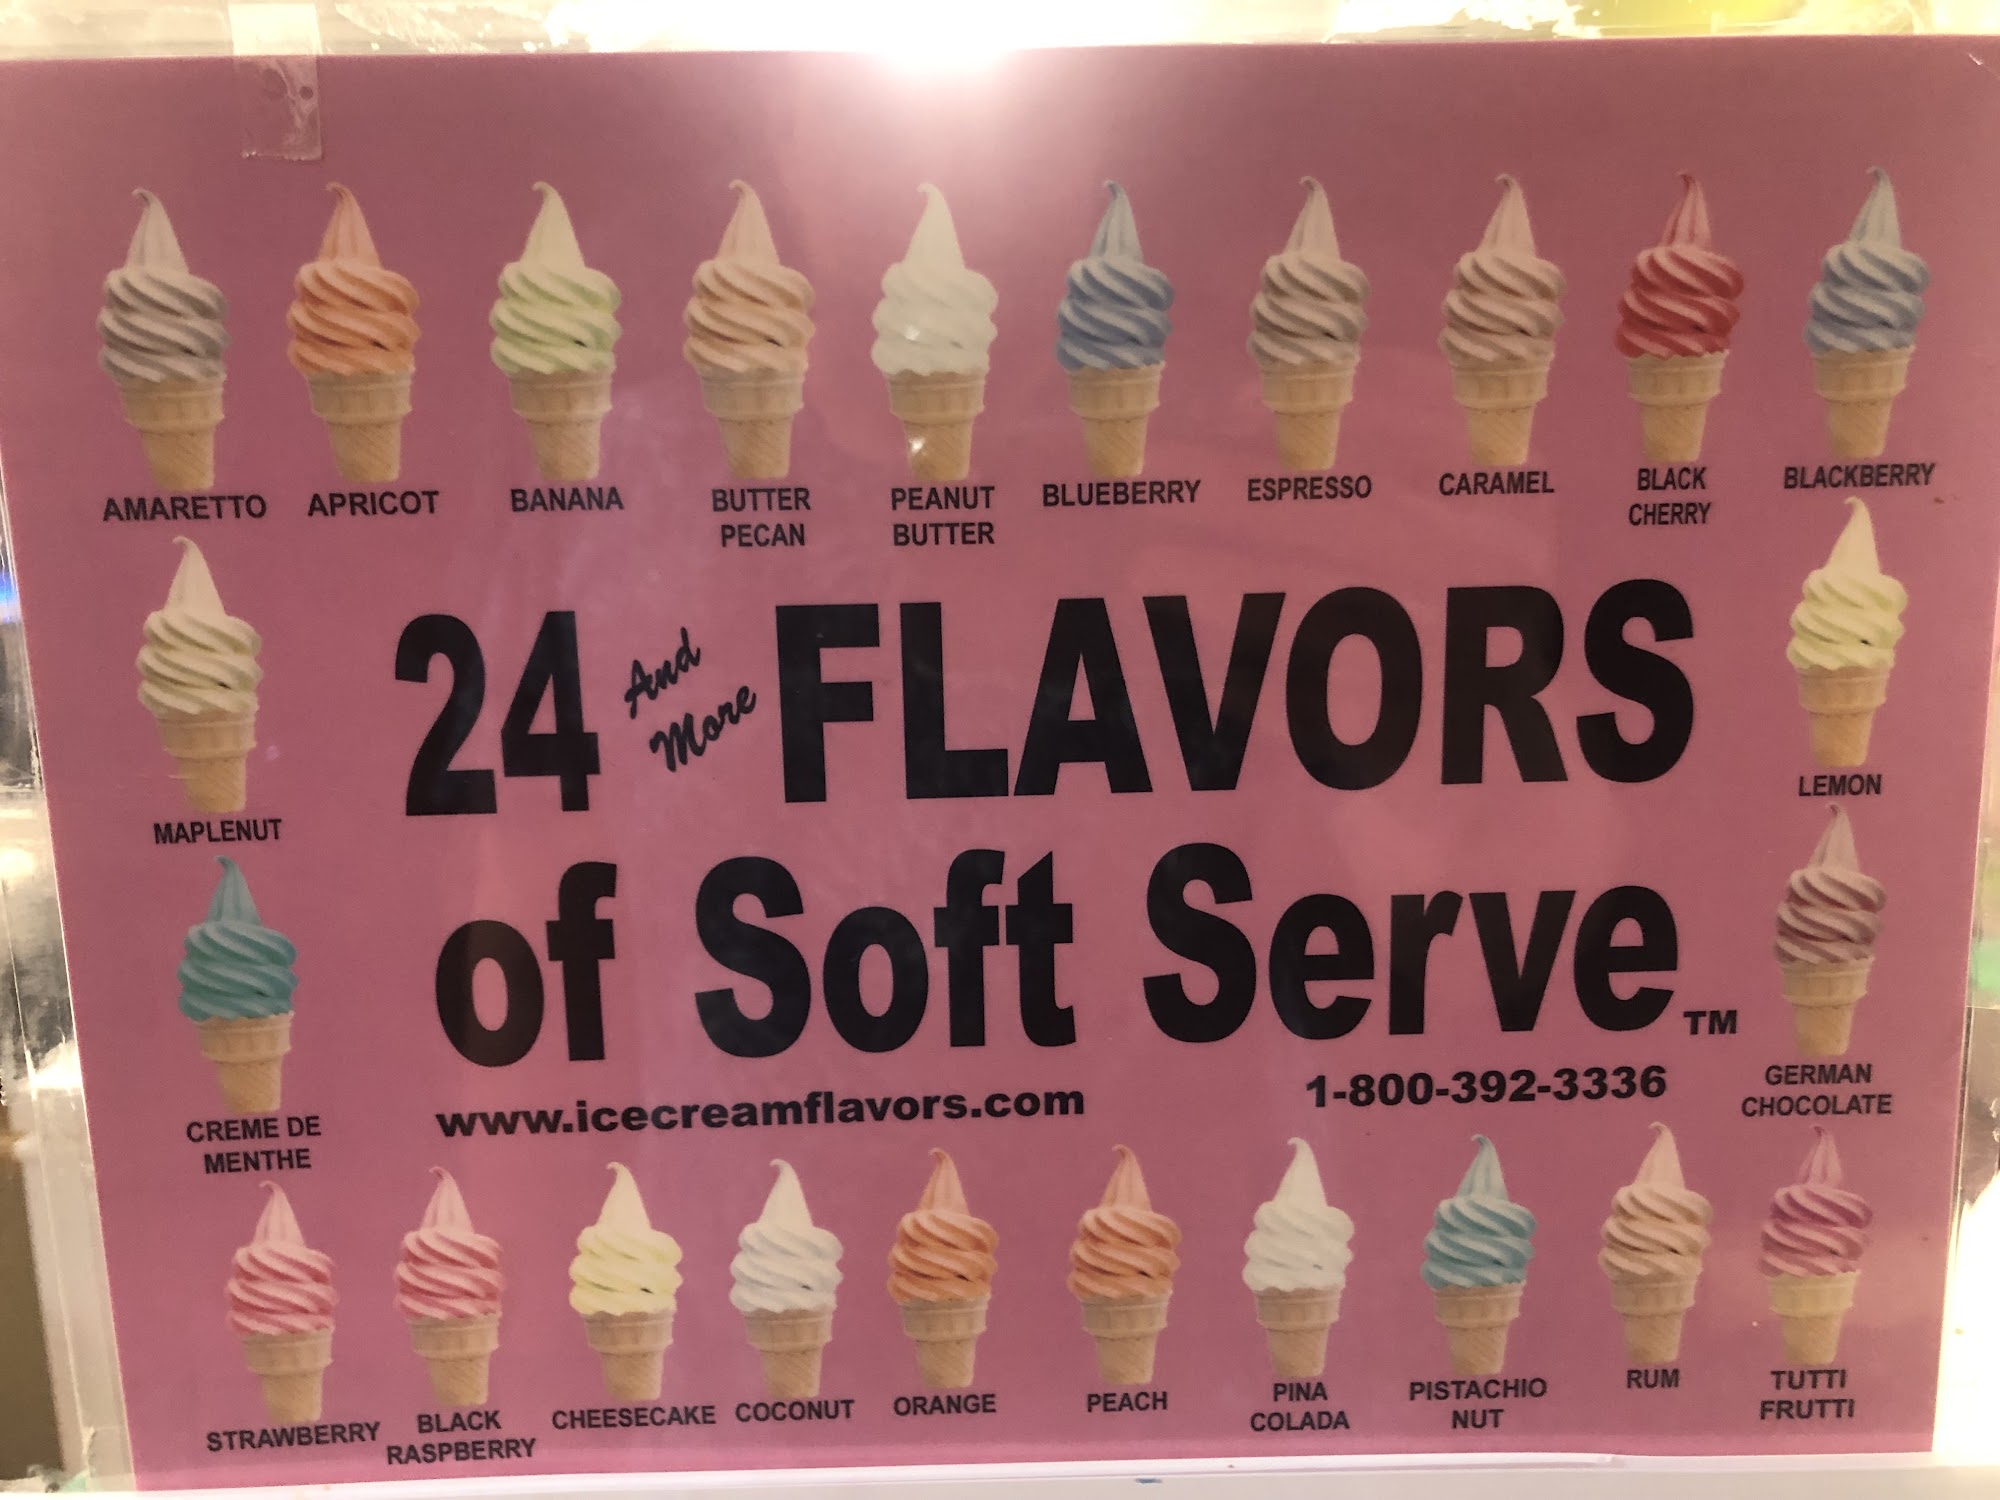 AMARETTO
APRICOT
BANANA
BUTTER
PECAN
PEANUT
BUTTER
BLUEBERRY
ESPRESSO
CARAMEL
BLACK
CHERRY
BLACKBERRY
MAPLENUT
24 And More FLAVORS
LEMON
of Soft Serve™
CREME DE
MENTHE
www.icecreamflavors.com
1-800-392-3336
GERMAN
CHOCOLATE
STRAWBERRY
BLACK
RASPBERRY
CHEESECAKE
COCONUT
ORANGE
PEACH
PINA
COLADA
PISTACHIO
NUT
RUM
TUTTI
FRUTTI